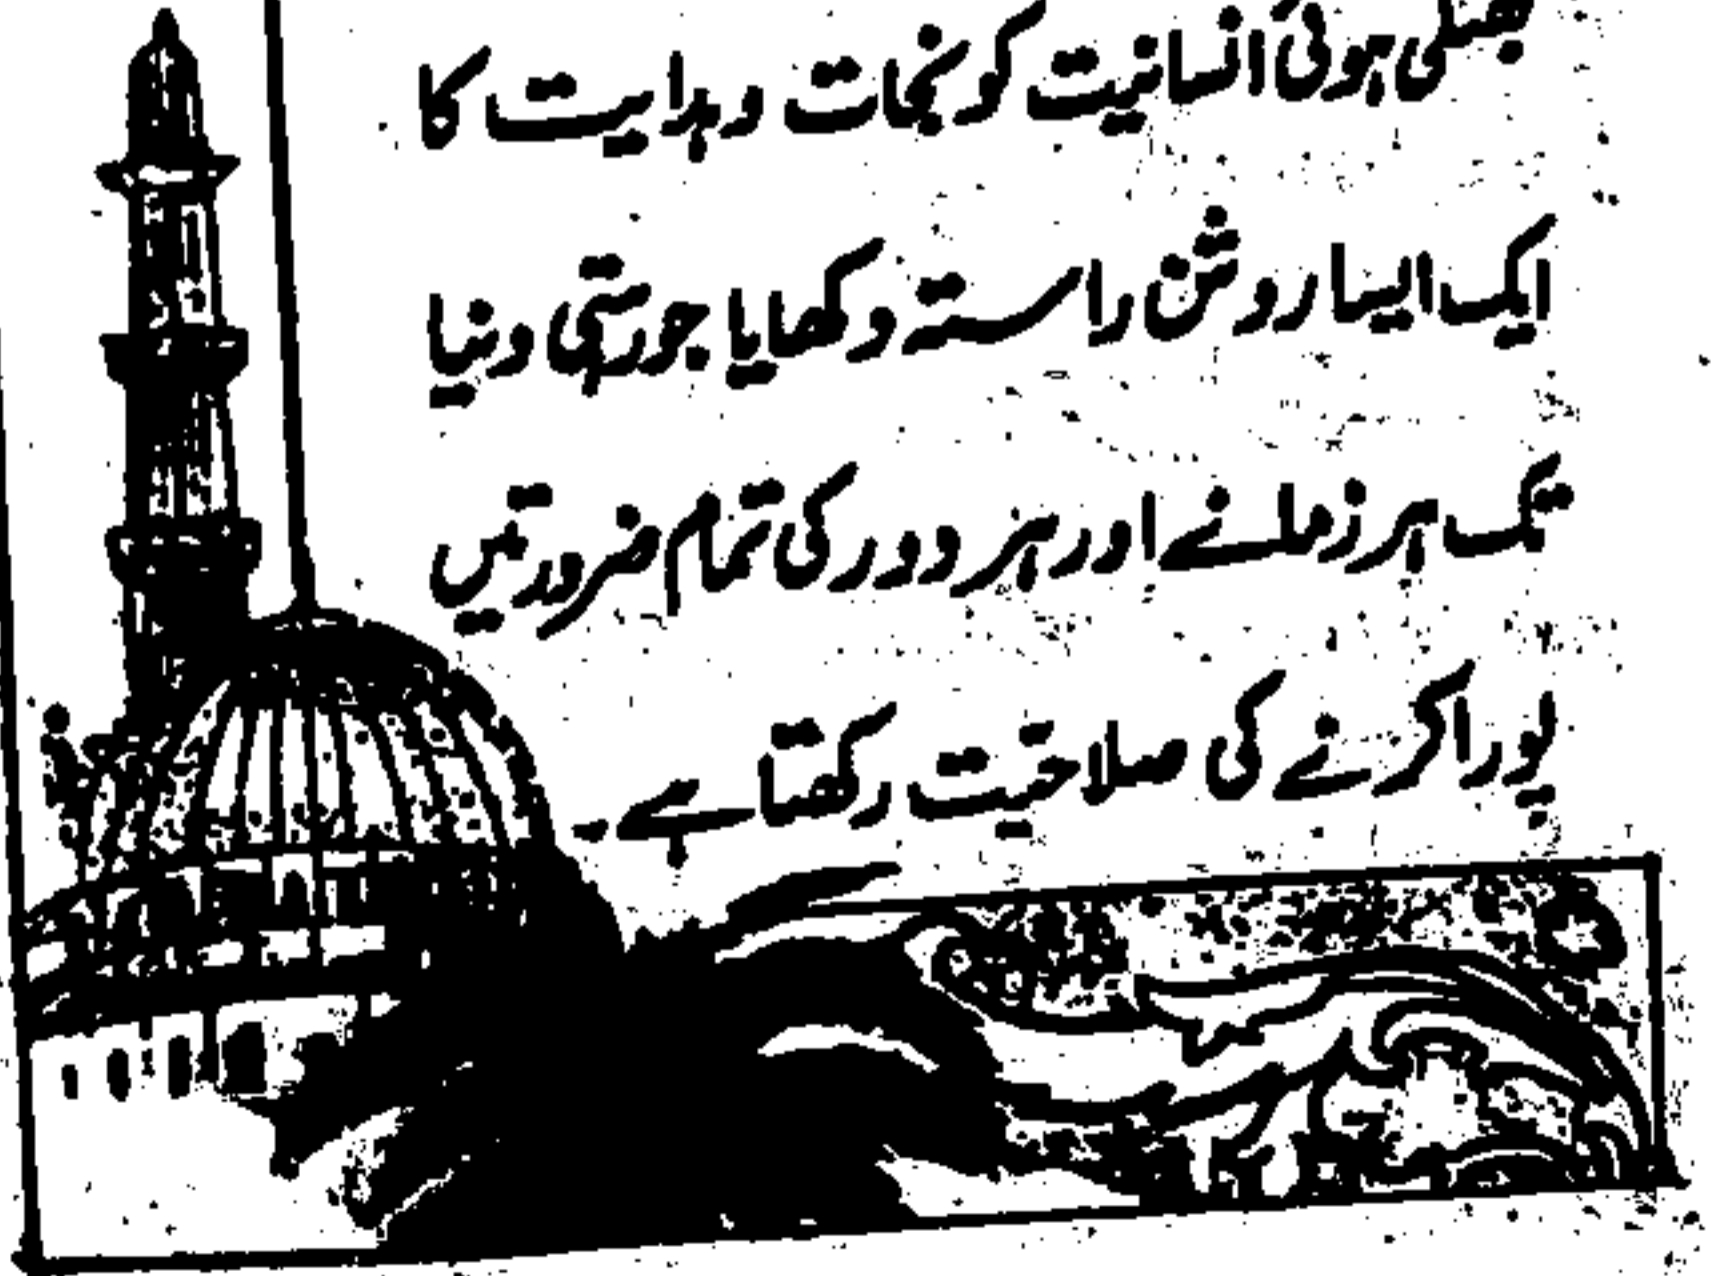 بھٹکی ہوئی انسانیت کو نجات و ہدایت کا
ایک ایسا روشن راستہ دکھایا جو رہتی دنیا
تک ہر زمانے اور ہر دور کی تمام ضرورتیں
پورا کرنے کی صلاحیت رکھتا ہے۔